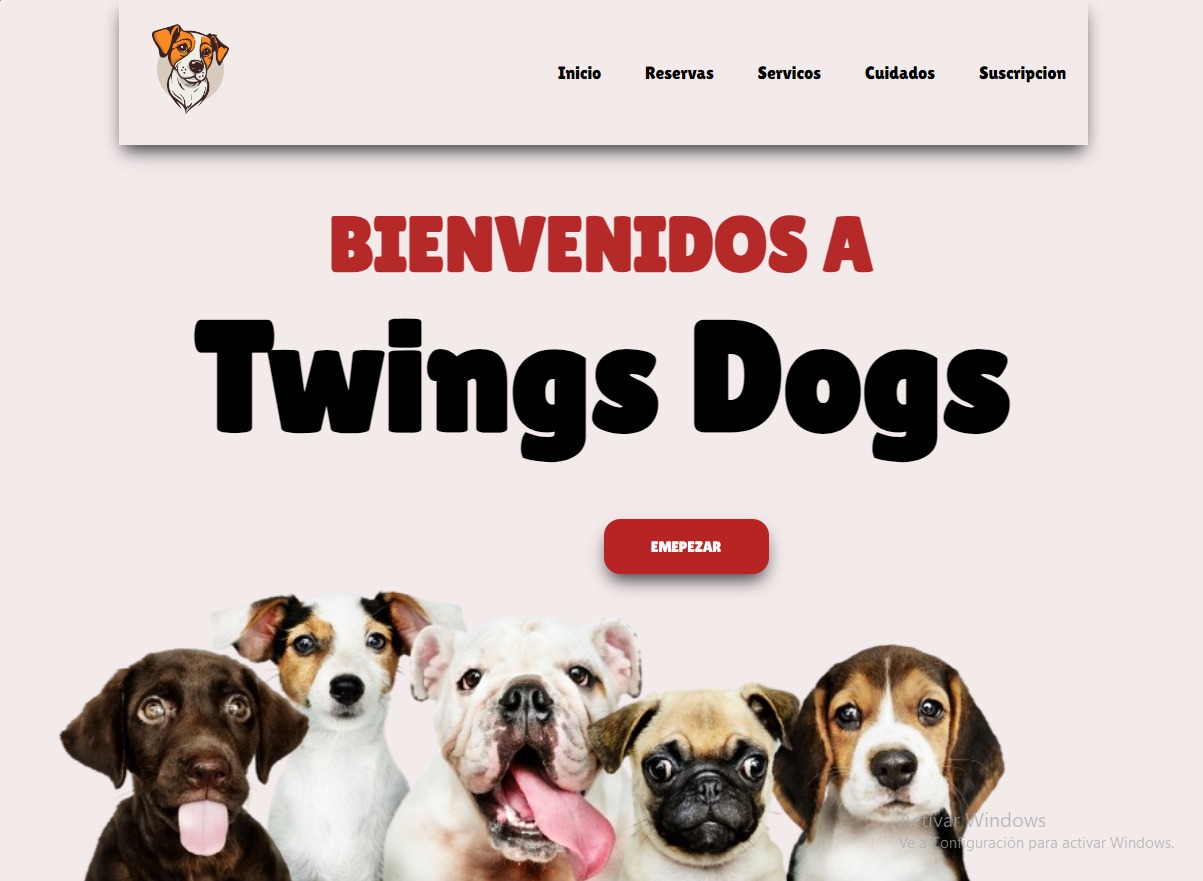 Inicio Reservas Servicos Cuidados Suscripcion
BIENVENIDOS A
Twings Dogs
EMEPEZAR
Activar Windows
Ve a Configuración para activar Windows.